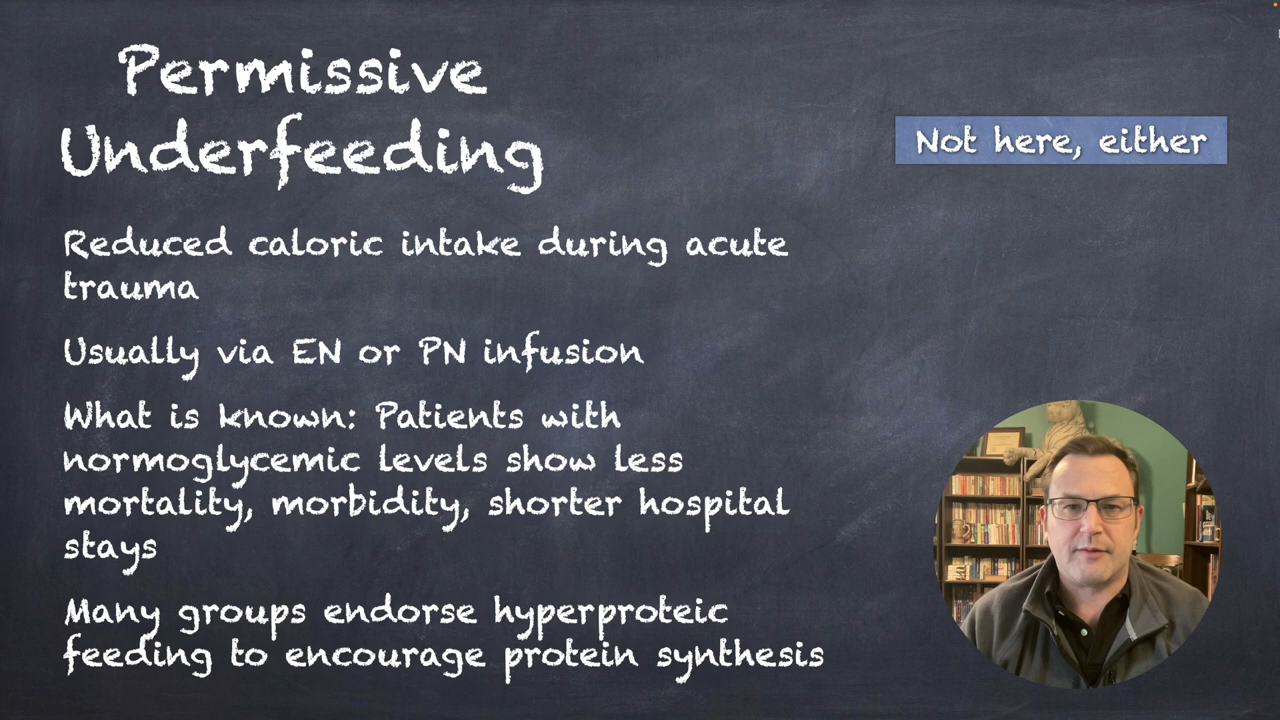 Permissive
Underfeeding
Not here, either
Reduced caloric intake during acute
trauma
Usually via EN or PN infusion
What is known: Patients with
normoglycemic levels show less
mortality, morbidity, shorter hospital
stays
Many groups endorse hyperproteic
feeding to encourage protein synthesis